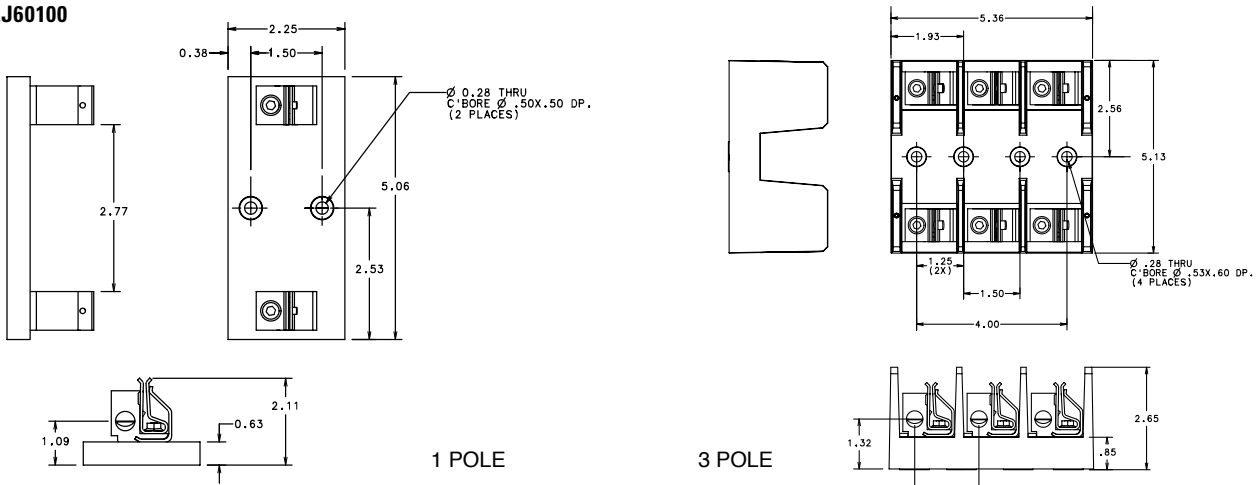 J60100
2.25
0.38
1.50
Ø 0.28 THRU
C'BORE Ø .50X.50 DP.
(2 PLACES)
2.77
5.06
2.53
2.11
0.63
1.09
1 POLE
5.36
1.93
2.56
5.13
1.25
(2X)
1.50
4.00
Ø .28 THRU
C'BORE Ø .53X.60 DP.
(4 PLACES)
2.65
1.32
.85
3 POLE